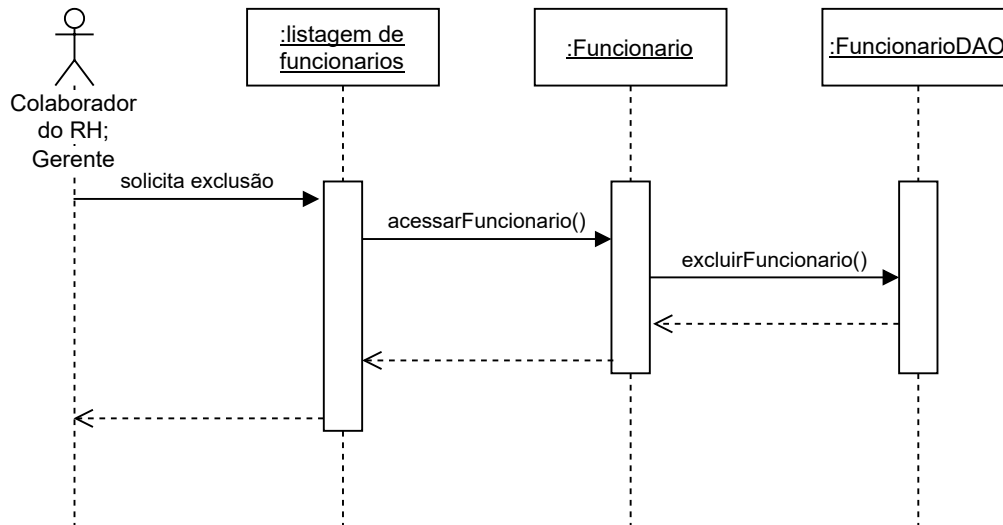 :listagem de
funcionarios
:Funcionario
:FuncionarioDAO
Colaborador
do RH;
Gerente
solicita exclusão
acessarFuncionario()
excluirFuncionario()